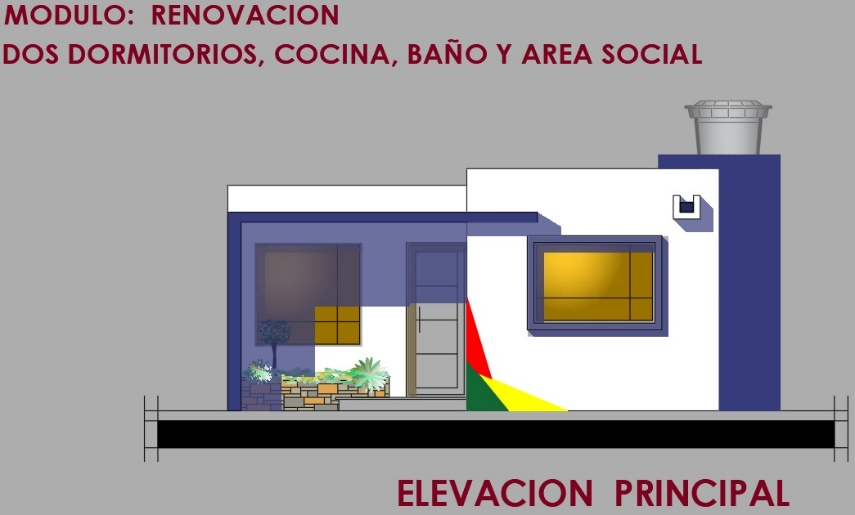 MODULO: RENOVACION
DOS DORMITORIOS, COCINA, BAÑO Y AREA SOCIAL
ELEVACION PRINCIPAL